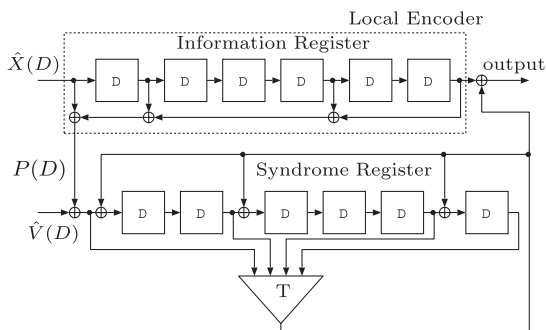 Local Encoder
Information Register
X̂(D) D D D D D D output
P(D)
Syndrome Register
V̂(D) D D D D D D
T